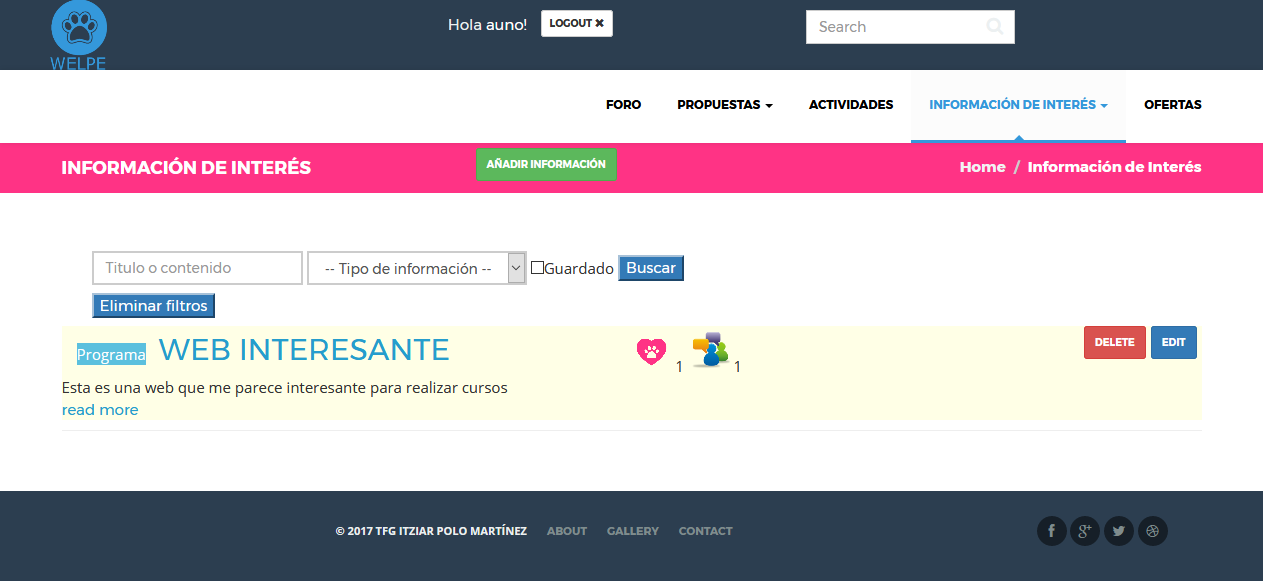 WELPE
Hola auno! LOGOUT ✖
Search
FORO PROPUESTAS ACTIVIDADES INFORMACIÓN DE INTERÉS OFERTAS
INFORMACIÓN DE INTERÉS AÑADIR INFORMACIÓN Home / Información de Interés
Titulo o contenido -- Tipo de información -- Guardado Buscar
Eliminar filtros
Programa WEB INTERESANTE 1 1 DELETE EDIT
Esta es una web que me parece interesante para realizar cursos
read more
© 2017 TFG ITZIAR POLO MARTÍNEZ ABOUT GALLERY CONTACT f g+